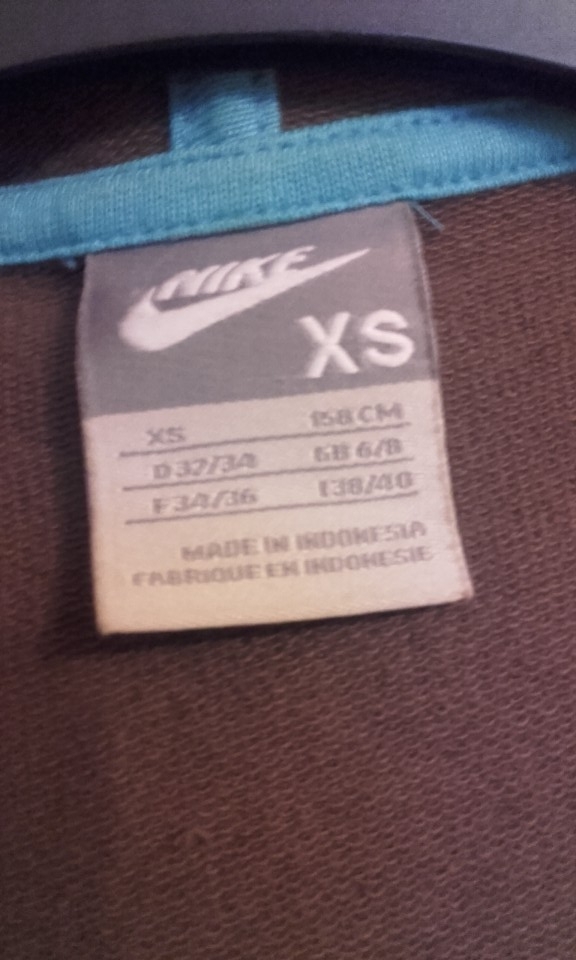 NIKE
XS
XS 158 CM
D 32/34 GB 6/8
F 34/36 I 38/40
MADE IN INDONESIA
FABRIQUE EN INDONESIE